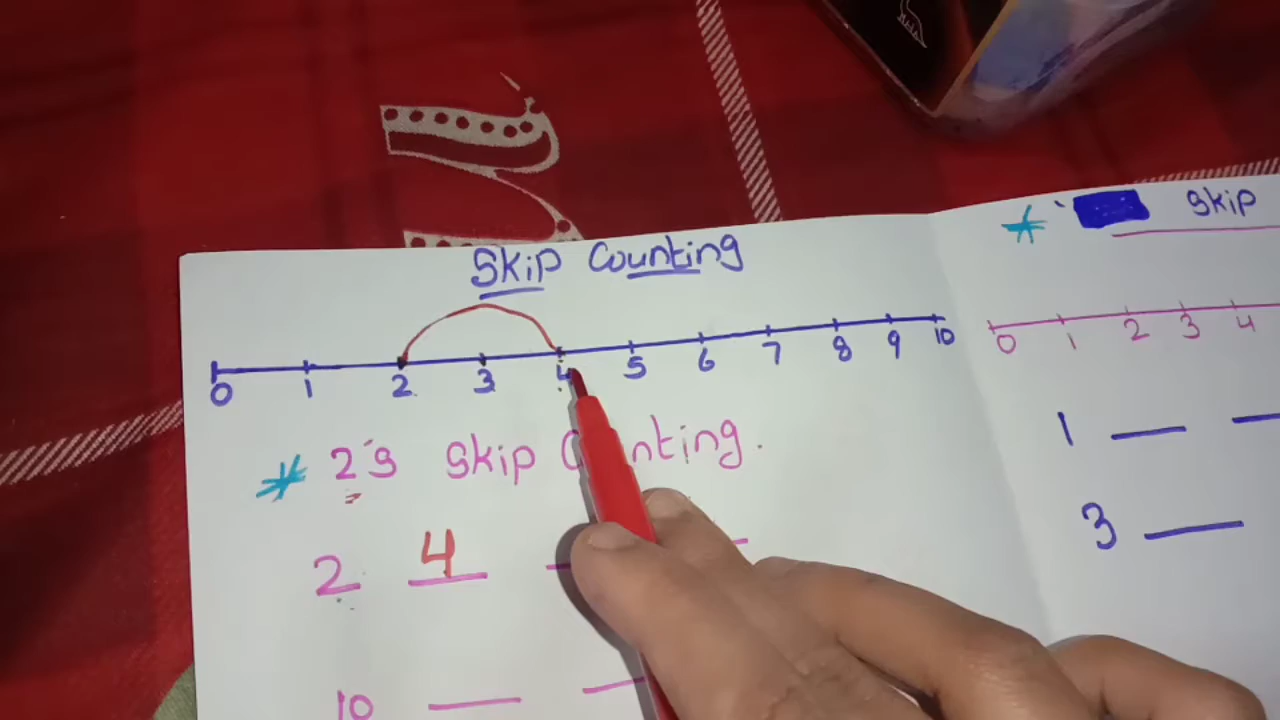 Skip Counting
0 1 2 3 4 5 6 7 8 9 10
* 2's Skip Counting.
2 4
10
* Skip
0 1 2 3 4
1
3